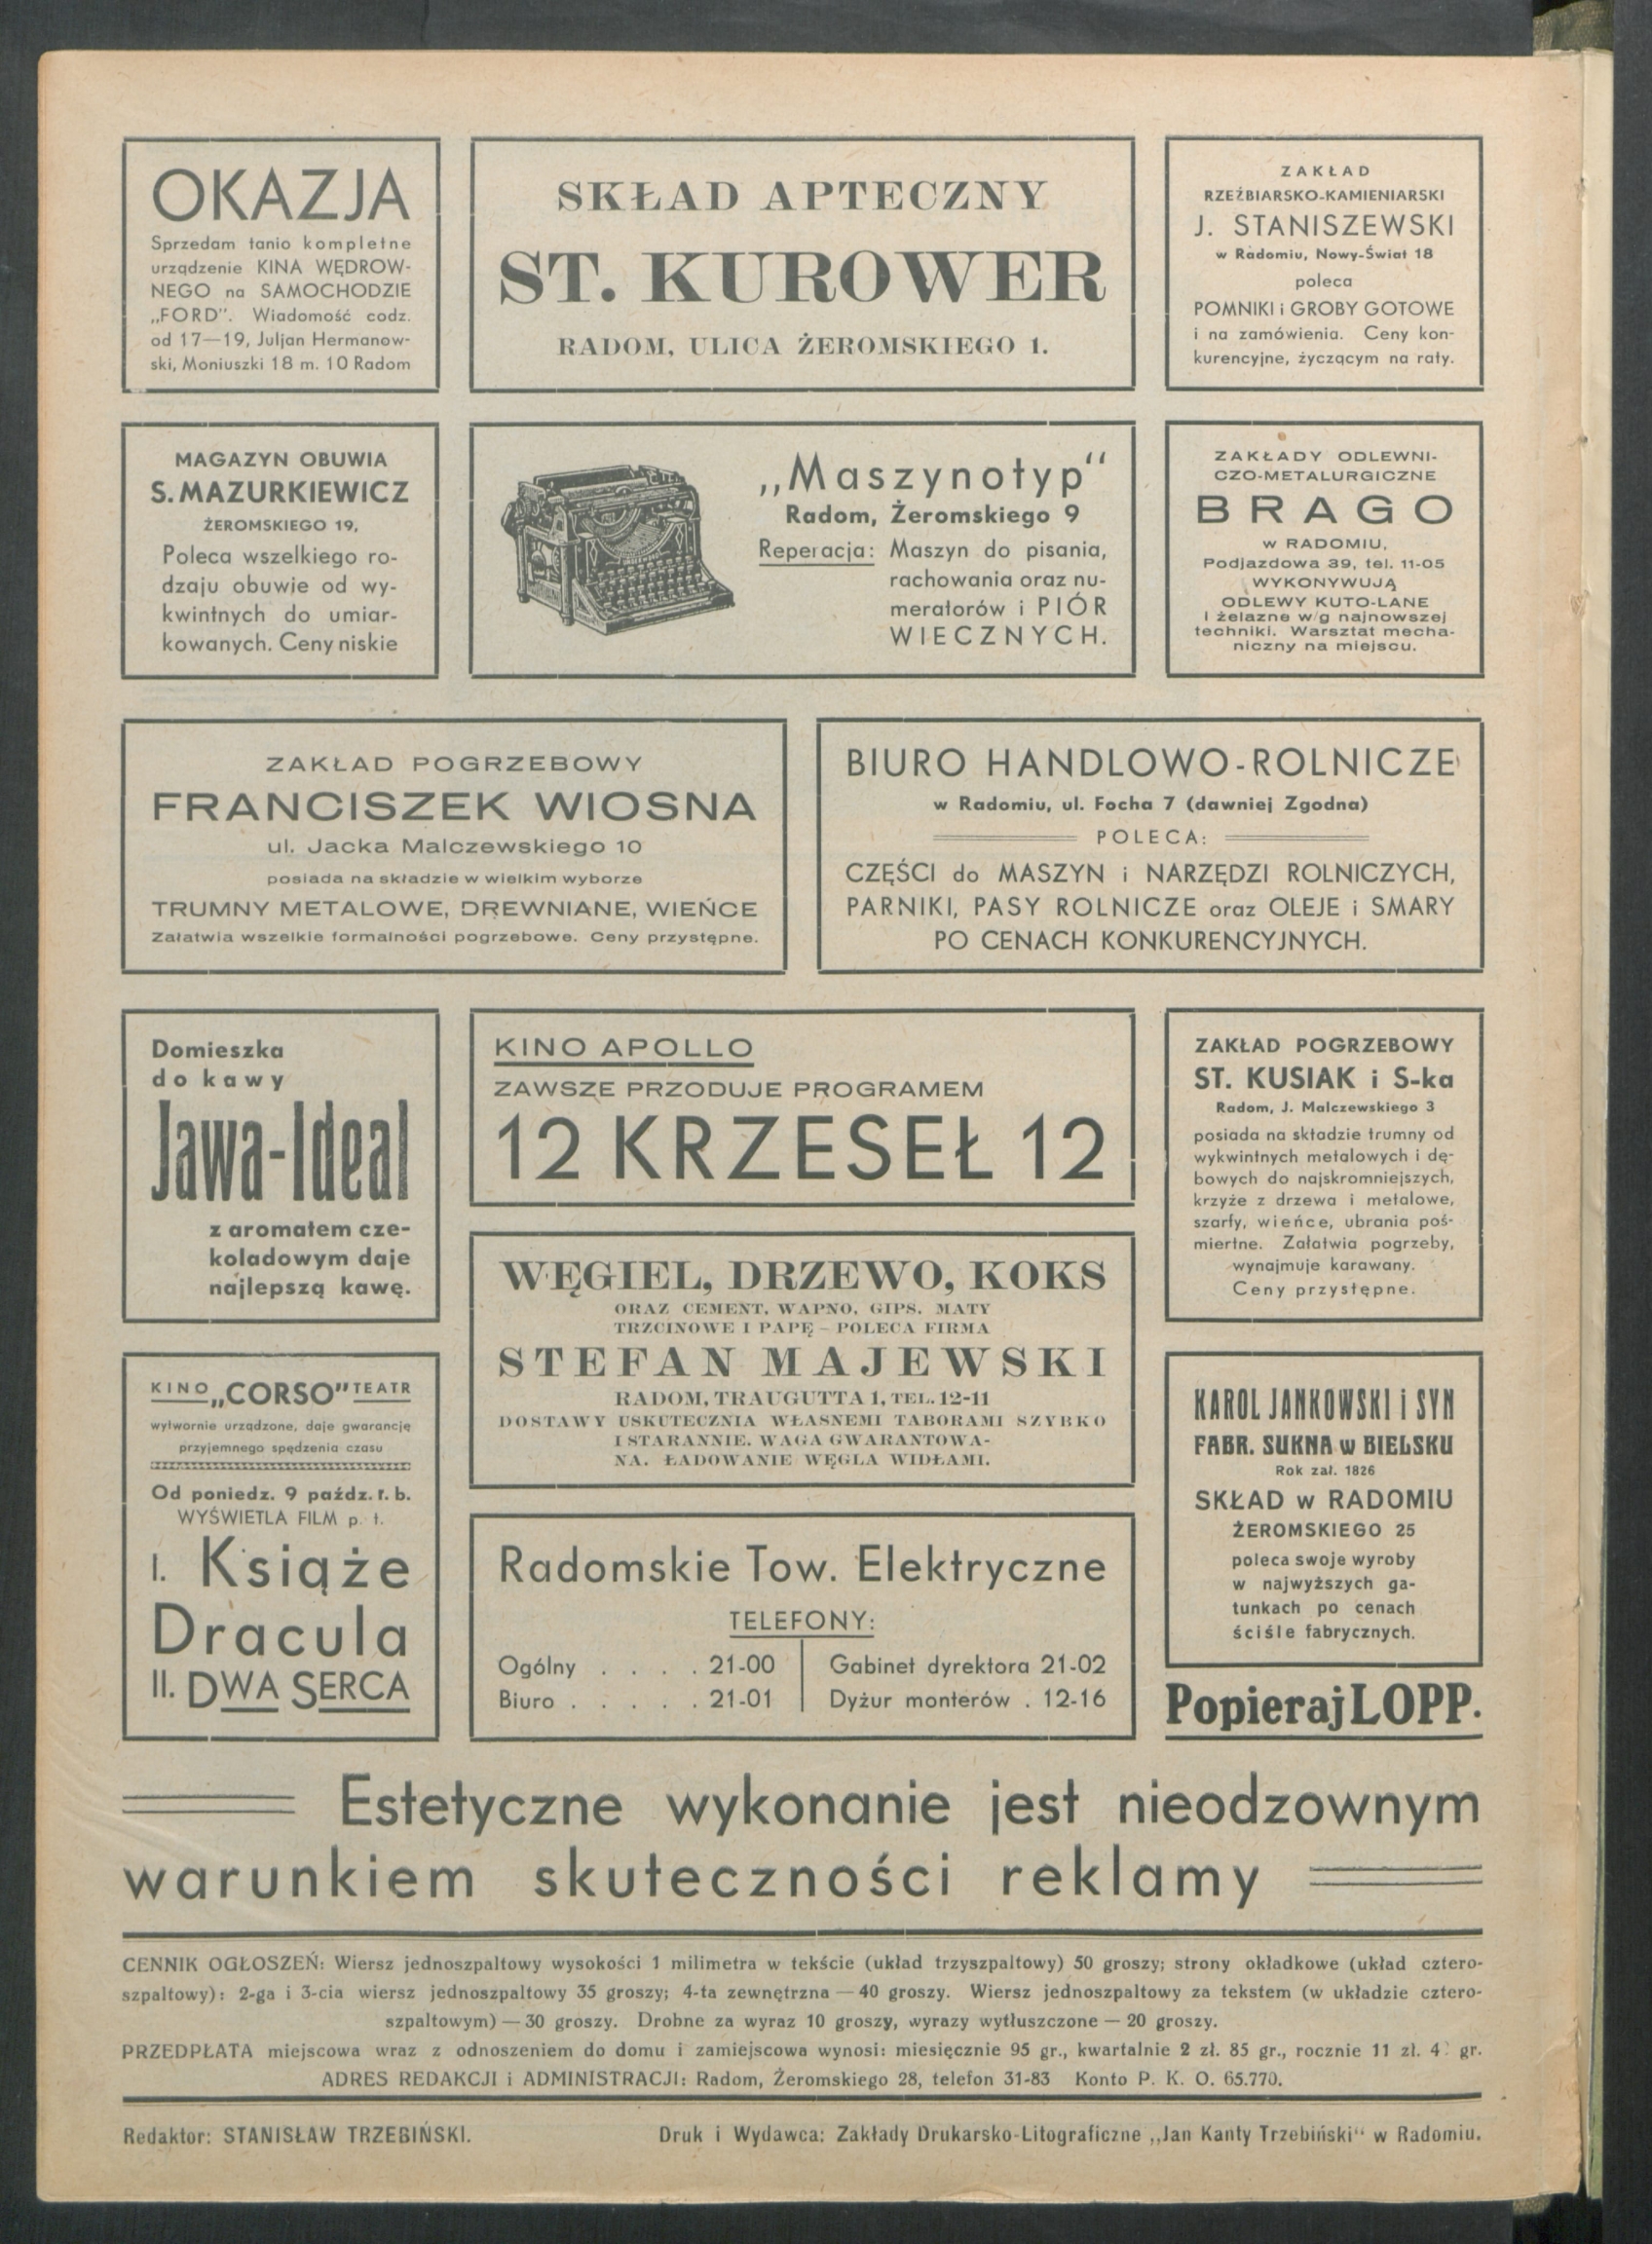 OKAZJA
Sprzedam tanio kompletne
urządzenie KINA WĘDROW-
NEGO na SAMOCHODZIE
„FORD". Wiadomość codz.
od 17—19, Juljan Hermanow-
ski, Moniuszki 18 m. 10 Radom
SKŁAD APTECZNY
ST. KUROWER
RADOM, ULICA ŻEROMSKIEGO 1.
ZAKŁAD
RZEŹBIARSKO-KAMIENIARSKI
J. STANISZEWSKI
w Radomiu, Nowy-Świat 18
poleca
POMNIKI i GROBY GOTOWE
i na zamówienia. Ceny kon-
kurencyjne, życzącym na raty.
MAGAZYN OBUWIA
S. MAZURKIEWICZ
ŻEROMSKIEGO 19,
Poleca wszelkiego ro-
dzaju obuwie od wy-
kwintnych do umiar-
kowanych. Ceny niskie
„Maszynotyp"
Radom, Żeromskiego 9
Reperacja: Maszyn do pisania,
rachowania oraz nu-
meratorów i PIÓR
WIECZNYCH.
ZAKŁADY ODLEWNI-
CZO-METALURGICZNE
BRAGO
w RADOMIU,
Podjazdowa 39, tel. 11-05
WYKONYWUJĄ
ODLEWY KUTO-LANE
i żelazne w/g najnowszej
techniki. Warsztat mecha-
niczny na miejscu.
ZAKŁAD POGRZEBOWY
FRANCISZEK WIOSNA
ul. Jacka Malczewskiego 10
posiada na składzie w wielkim wyborze
TRUMNY METALOWE, DREWNIANE, WIEŃCE
Załatwia wszelkie formalności pogrzebowe. Ceny przystępne.
BIURO HANDLOWO-ROLNICZE
w Radomiu, ul. Focha 7 (dawniej Zgodna)
POLECA:
CZĘŚCI do MASZYN i NARZĘDZI ROLNICZYCH,
PARNIKI, PASY ROLNICZE oraz OLEJE i SMARY
PO CENACH KONKURENCYJNYCH.
Domieszka
do kawy
Jawa-Ideal
z aromatem cze-
koladowym daje
najlepszą kawę.
KINO APOLLO
ZAWSZE PRZODUJE PROGRAMEM
12 KRZESEŁ 12
ZAKŁAD POGRZEBOWY
ST. KUSIAK i S-ka
Radom, J. Malczewskiego 3
posiada na składzie trumny od
wykwintnych metalowych i dę-
bowych do najskromniejszych,
krzyże z drzewa i metalowe,
szarfy, wieńce, ubrania poś-
miertne. Załatwia pogrzeby,
wynajmuje karawany.
Ceny przystępne.
WĘGIEL, DRZEWO, KOKS
ORAZ CEMENT, WAPNO, GIPS, MATY
TRZCINOWE I PAPĘ – POLECA FIRMA
STEFAN MAJEWSKI
RADOM, TRAUGUTTA 1, TEL. 12-11
DOSTAWY USKUTECZNIA WŁASNEMI TABORAMI SZYBKO
I STARANNIE. WAGA GWARANTOWA-
NA. ŁADOWANIE WĘGLA WIDŁAMI.
KINO „CORSO" TEATR
wytwornie urządzone, daje gwarancję
przyjemnego spędzenia czasu
Od poniedz. 9 paźdz. r. b.
WYŚWIETLA FILM p. t.
I. Książe
Dracula
II. DWA SERCA
KAROL JANKOWSKI i SYN
FABR. SUKNA w BIELSKU
Rok zał. 1826
SKŁAD w RADOMIU
ŻEROMSKIEGO 25
poleca swoje wyroby
w najwyższych ga-
tunkach po cenach
ściśle fabrycznych.
Radomskie Tow. Elektryczne
TELEFONY:
Ogólny . . . . 21-00 Gabinet dyrektora 21-02
Biuro . . . . . 21-01 Dyżur monterów . 12-16
Popieraj LOPP.
Estetyczne wykonanie jest nieodzownym
warunkiem skuteczności reklamy
CENNIK OGŁOSZEŃ: Wiersz jednoszpaltowy wysokości 1 milimetra w tekście (układ trzyszpaltowy) 50 groszy; strony okładkowe (układ cztero-
szpaltowy): 2-ga i 3-cia wiersz jednoszpaltowy 35 groszy; 4-ta zewnętrzna — 40 groszy. Wiersz jednoszpaltowy za tekstem (w układzie cztero-
szpaltowym) — 30 groszy. Drobne za wyraz 10 groszy, wyrazy wytłuszczone — 20 groszy.
PRZEDPŁATA miejscowa wraz z odnoszeniem do domu i zamiejscowa wynosi: miesięcznie 95 gr., kwartalnie 2 zł. 85 gr., rocznie 11 zł. gr.
ADRES REDAKCJI i ADMINISTRACJI: Radom, Żeromskiego 28, telefon 31-83 Konto P. K. O. 65.770.
Redaktor: STANISŁAW TRZEBIŃSKI. Druk i Wydawca: Zakłady Drukarsko-Litograficzne „Jan Kanty Trzebiński" w Radomiu.